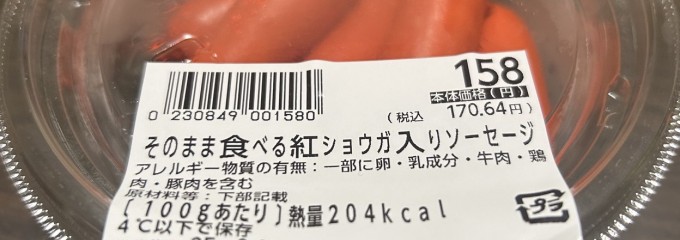 158
本体価格(円)
0 230849 001580
(税込 170.64円)
そのまま食べる紅ショウガ入りソーセージ
アレルギー物質の有無:一部に卵・乳成分・牛肉・鶏
肉・豚肉を含む
原材料等:下部記載
[100gあたり]熱量204kcal
4℃以下で保存
プラ